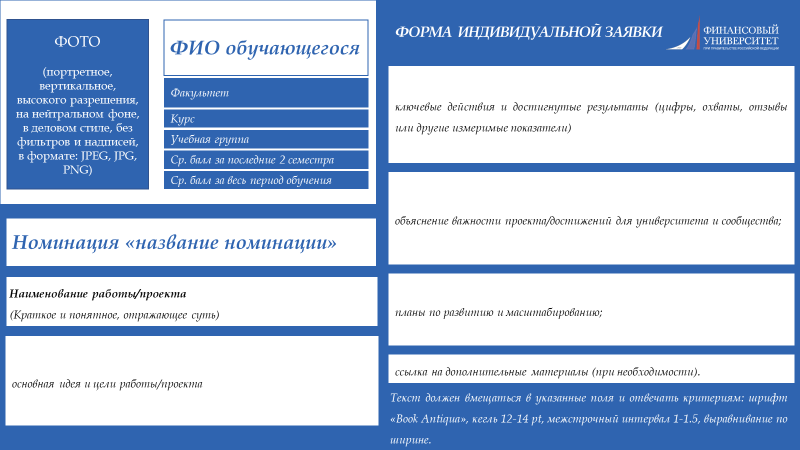 ФОТО
(портретное,
вертикальное,
высокого разрешения,
на нейтральном фоне,
в деловом стиле, без
фильтров и надписей,
в формате: JPEG, JPG,
PNG)
ФИО обучающегося
Факультет
Курс
Учебная группа
Ср. балл за последние 2 семестра
Ср. балл за весь период обучения
Номинация «название номинации»
Наименование работы/проекта
(Краткое и понятное, отражающее суть)
основная идея и цели работы/проекта
ФОРМА ИНДИВИДУАЛЬНОЙ ЗАЯВКИ
ФИНАНСОВЫЙ
УНИВЕРСИТЕТ
ПРИ ПРАВИТЕЛЬСТВЕ РОССИЙСКОЙ ФЕДЕРАЦИИ
ключевые действия и достигнутые результаты (цифры, охваты, отзывы
или другие измеримые показатели)
объяснение важности проекта/достижений для университета и сообщества;
планы по развитию и масштабированию;
ссылка на дополнительные материалы (при необходимости).
Текст должен вмещаться в указанные поля и отвечать критериям: шрифт
«Book Antiqua», кегль 12-14 pt, межстрочный интервал 1-1.5, выравнивание по
ширине.